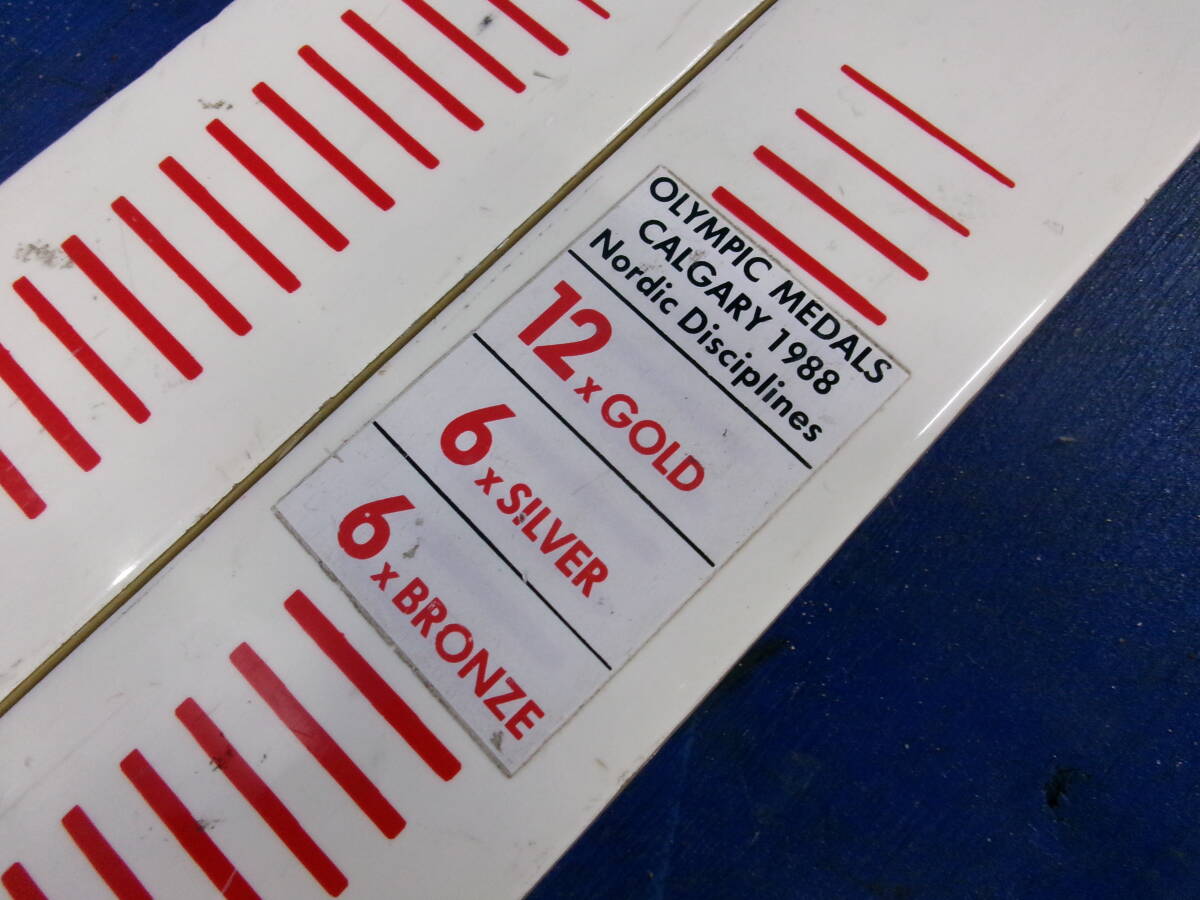 OLYMPIC MEDALS
CALGARY 1988
Nordic Disciplines
12 x GOLD
6 x SILVER
6 x BRONZE